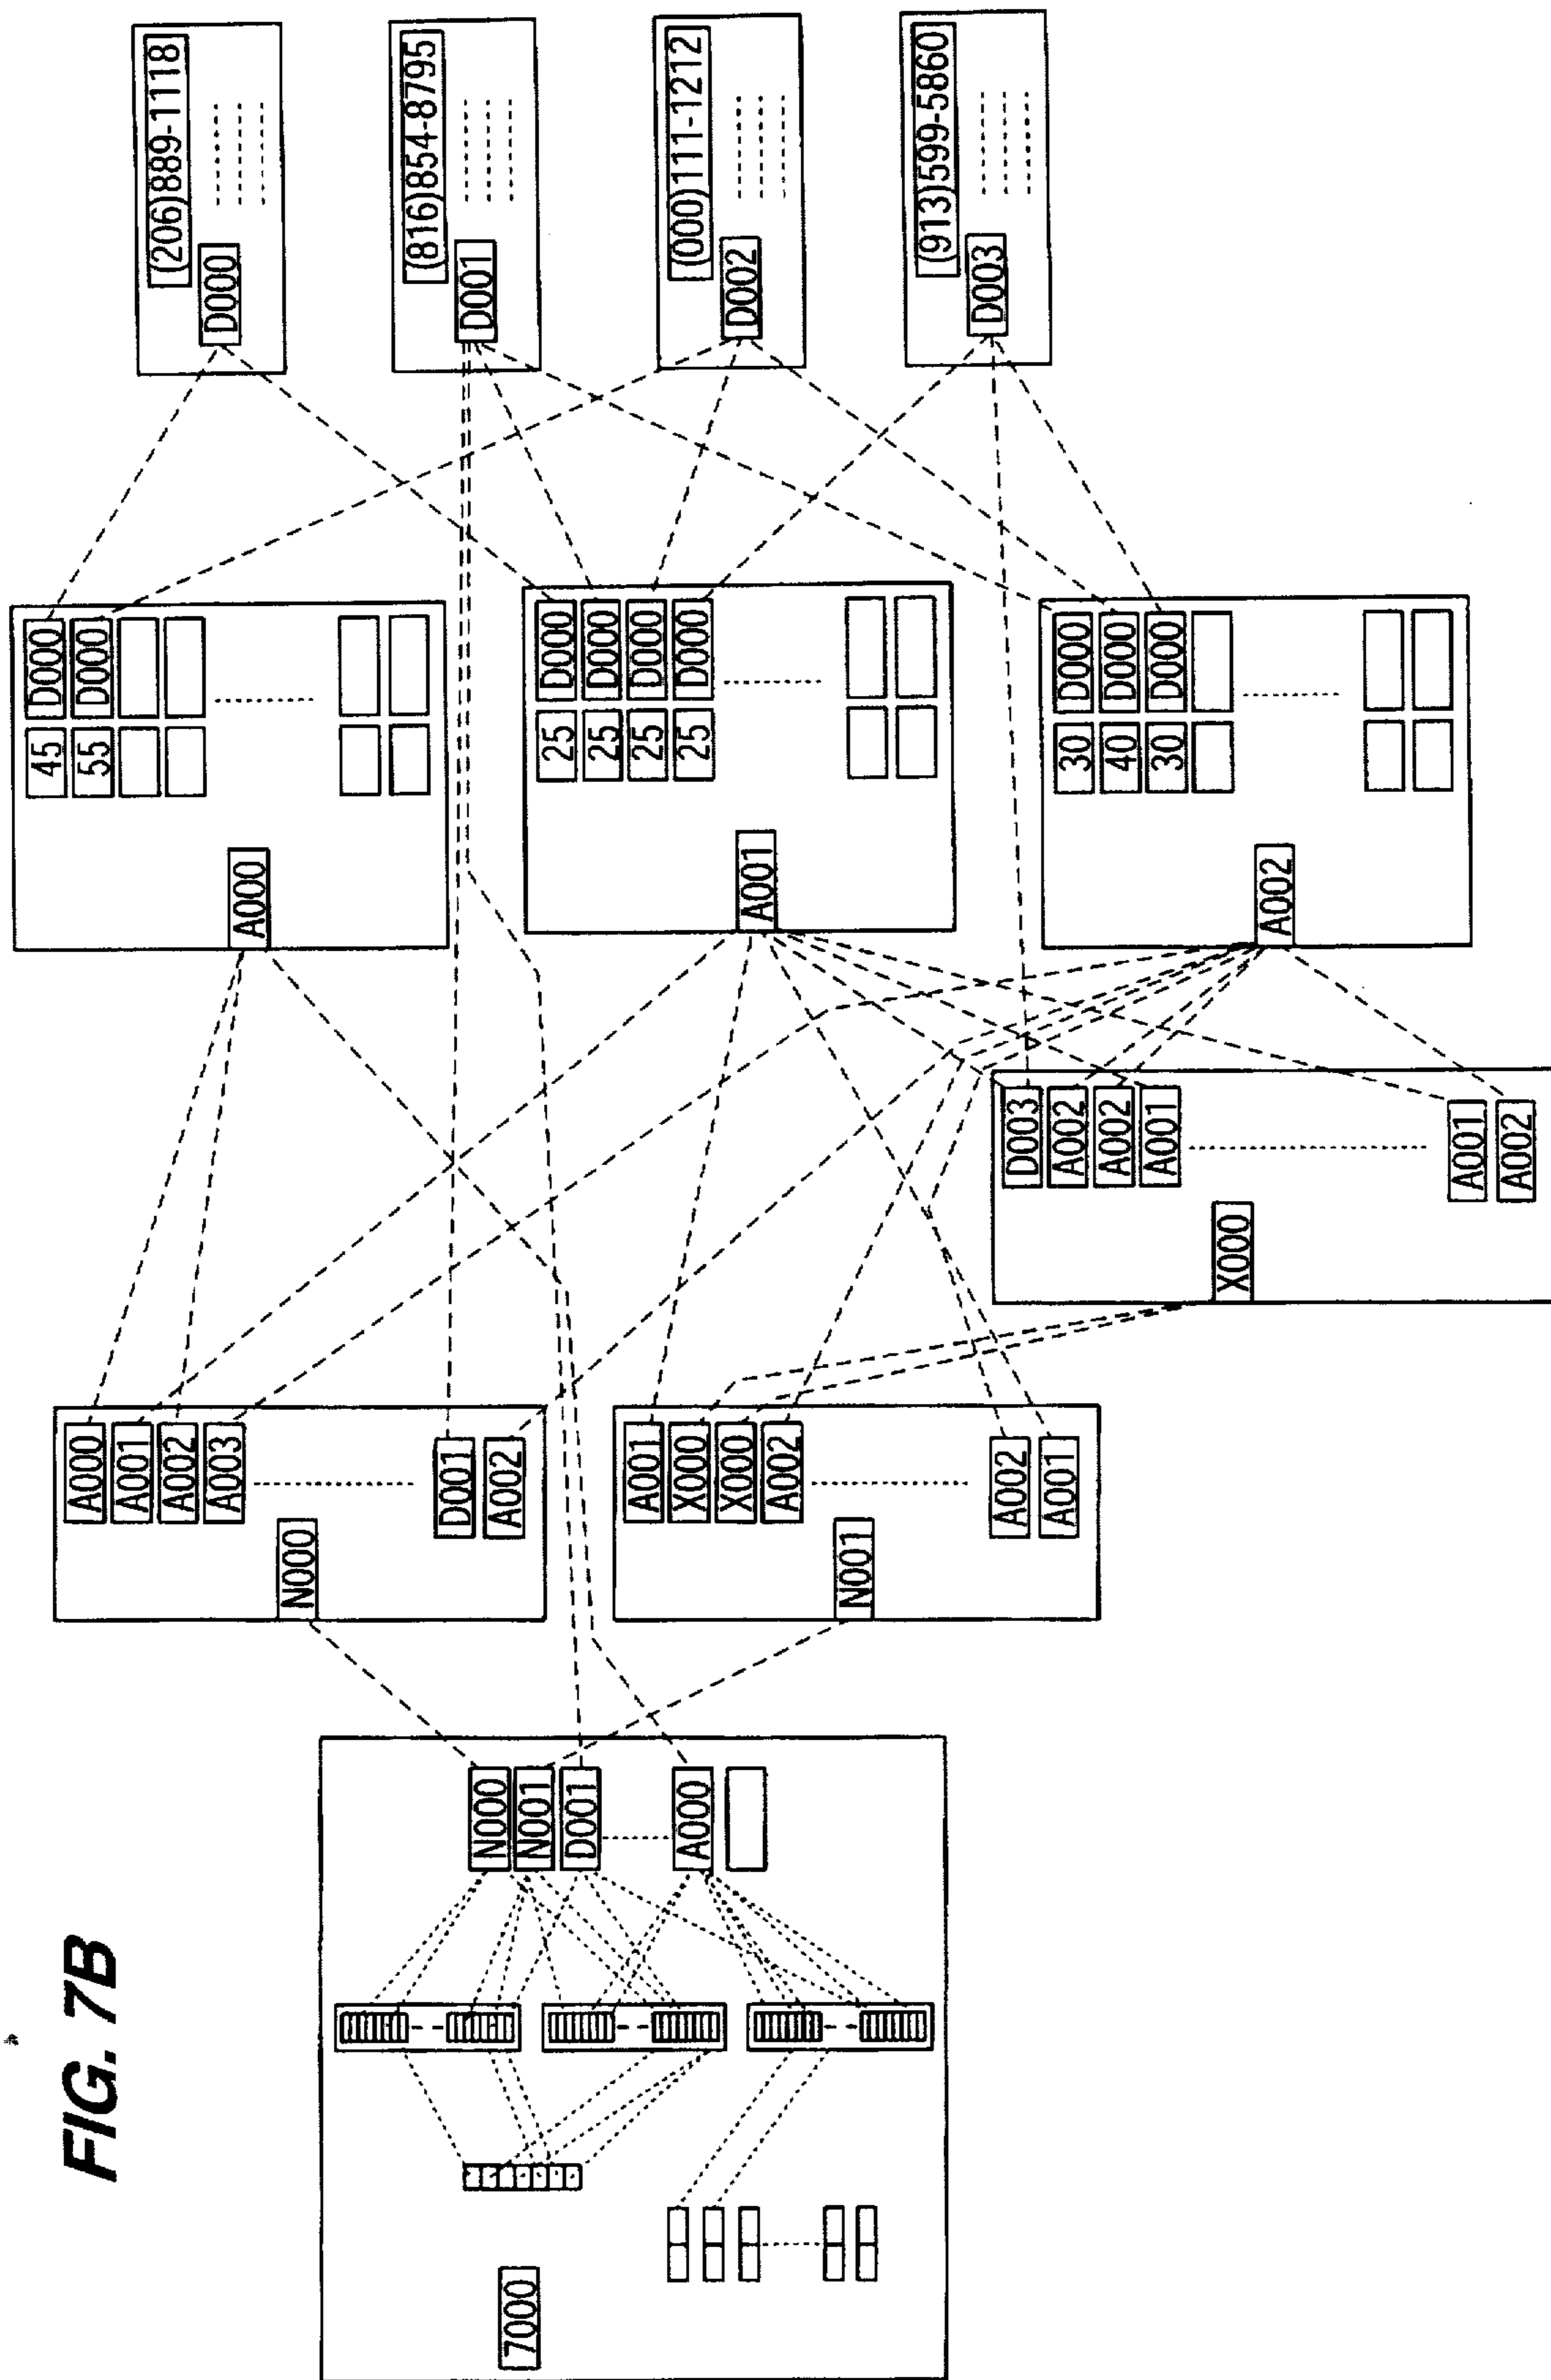 FIG. 7B
7000
N000
N001
D001
A000
N000
A000
A001
A002
A003
D001
A002
N001
A001
X000
X000
A002
A002
A001
X000
D003
A002
A002
A001
A001
A002
A000
45 D000
55 D000
A001
25 D000
25 D000
25 D000
25 D000
A002
30 D000
40 D000
30 D000
(206)889-1118
D000
(816)854-8795
D001
(000)111-1212
D002
(913)599-5860
D003